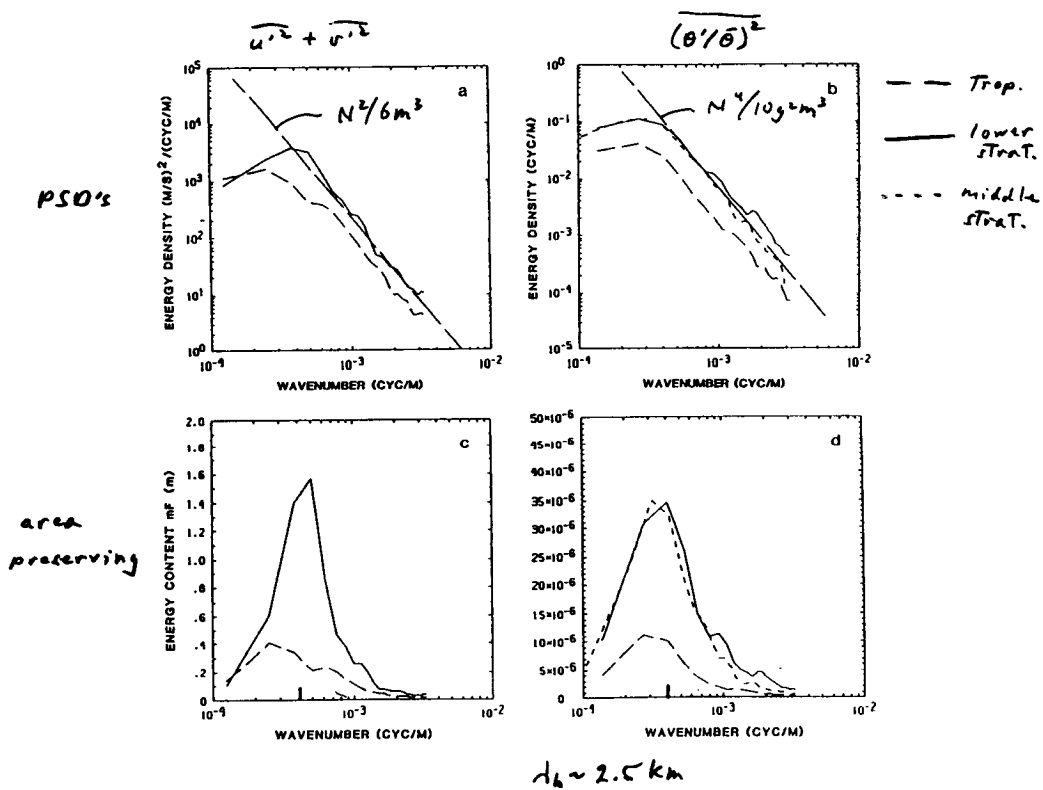 u'² + v'²
(θ'/θ̄)²
PSD's
a
N²/6m³
10⁵
10⁴
10³
10²
10¹
10⁰
ENERGY DENSITY (M/S)²/(CYC/M)
10⁻⁴
10⁻³
10⁻²
WAVENUMBER (CYC/M)
b
N⁴/10g²m³
10⁰
10⁻¹
10⁻²
10⁻³
10⁻⁴
10⁻⁵
ENERGY DENSITY (CYC/M)
10⁻⁴
10⁻³
10⁻²
WAVENUMBER (CYC/M)
Trop.
lower
strat.
middle
strat.
area
preserving
c
2.0
1.8
1.6
1.4
1.2
1.0
.8
.6
.4
.2
0
ENERGY CONTENT mF (m)
10⁻⁴
10⁻³
10⁻²
WAVENUMBER (CYC/M)
d
50×10⁻⁶
45×10⁻⁶
40×10⁻⁶
35×10⁻⁶
30×10⁻⁶
25×10⁻⁶
20×10⁻⁶
15×10⁻⁶
10×10⁻⁶
5×10⁻⁶
0
10⁻⁴
10⁻³
10⁻²
WAVENUMBER (CYC/M)
~ 2.5 km